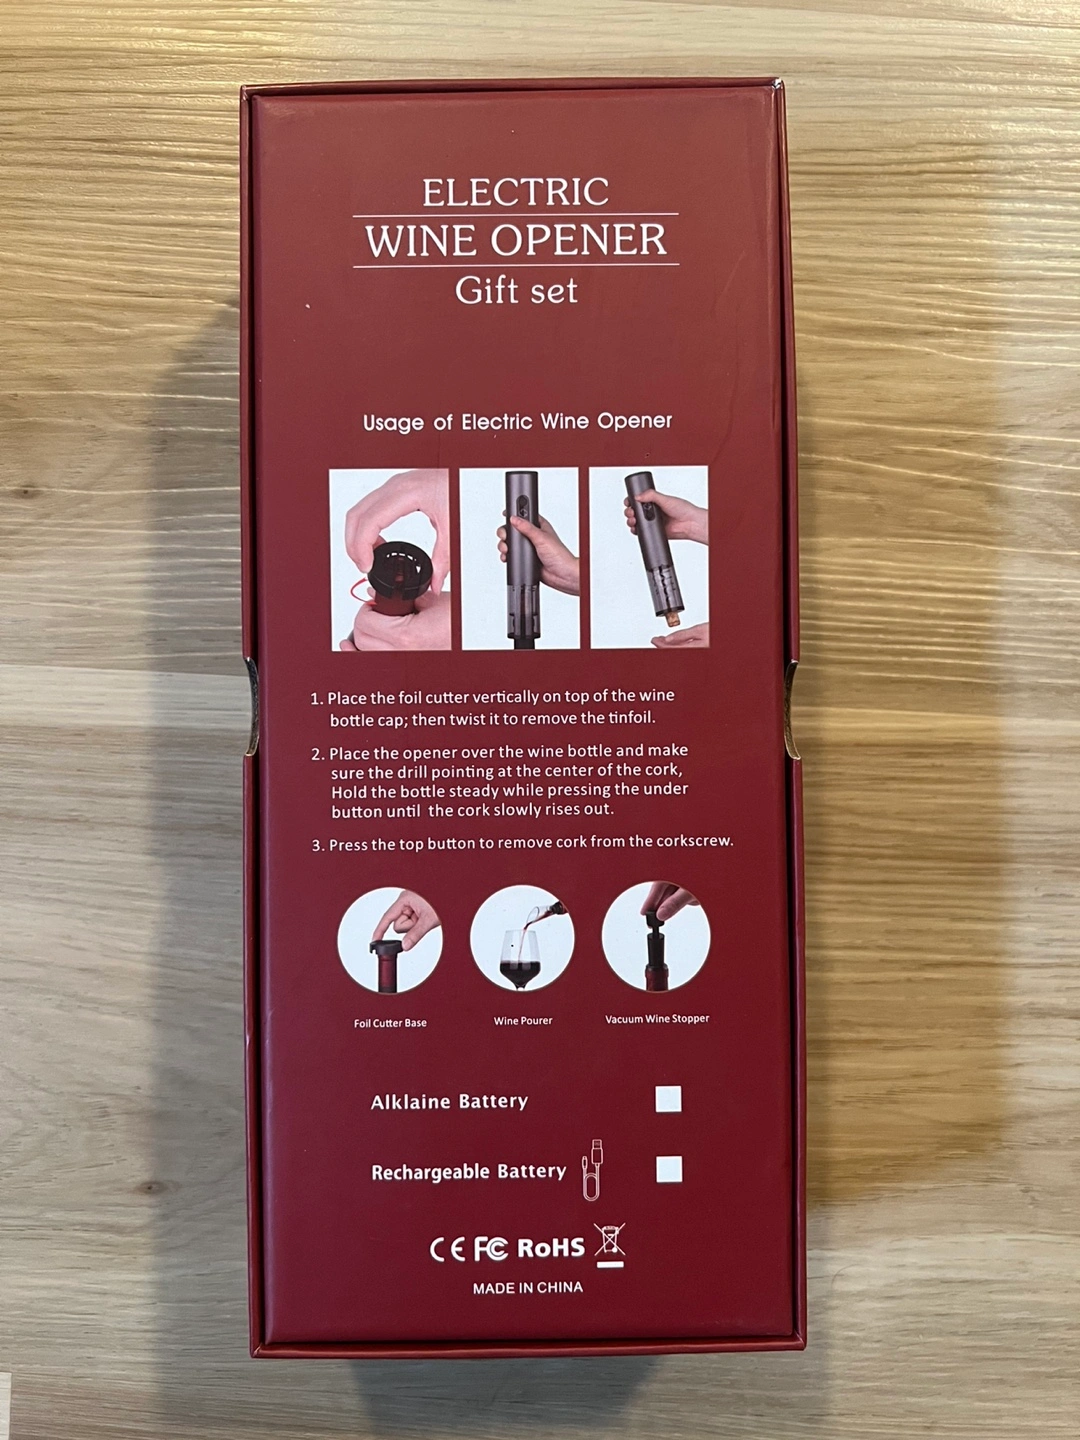 ELECTRIC
WINE OPENER
Gift set
Usage of Electric Wine Opener
1. Place the foil cutter vertically on top of the wine
bottle cap; then twist it to remove the tinfoil.
2. Place the opener over the wine bottle and make
sure the drill pointing at the center of the cork,
Hold the bottle steady while pressing the under
button until the cork slowly rises out.
3. Press the top button to remove cork from the corkscrew.
Foil Cutter Base
Wine Pourer
Vacuum Wine Stopper
Alklaine Battery
Rechargeable Battery
CE FC RoHS
MADE IN CHINA